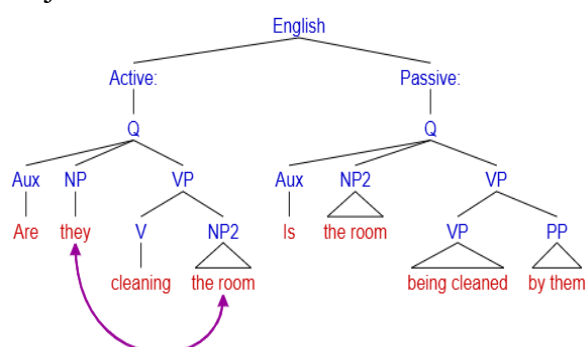 English
Active: Passive:
Q Q
Aux NP VP Aux NP2 VP
Are they V NP2 Is the room VP PP
cleaning the room being cleaned by them